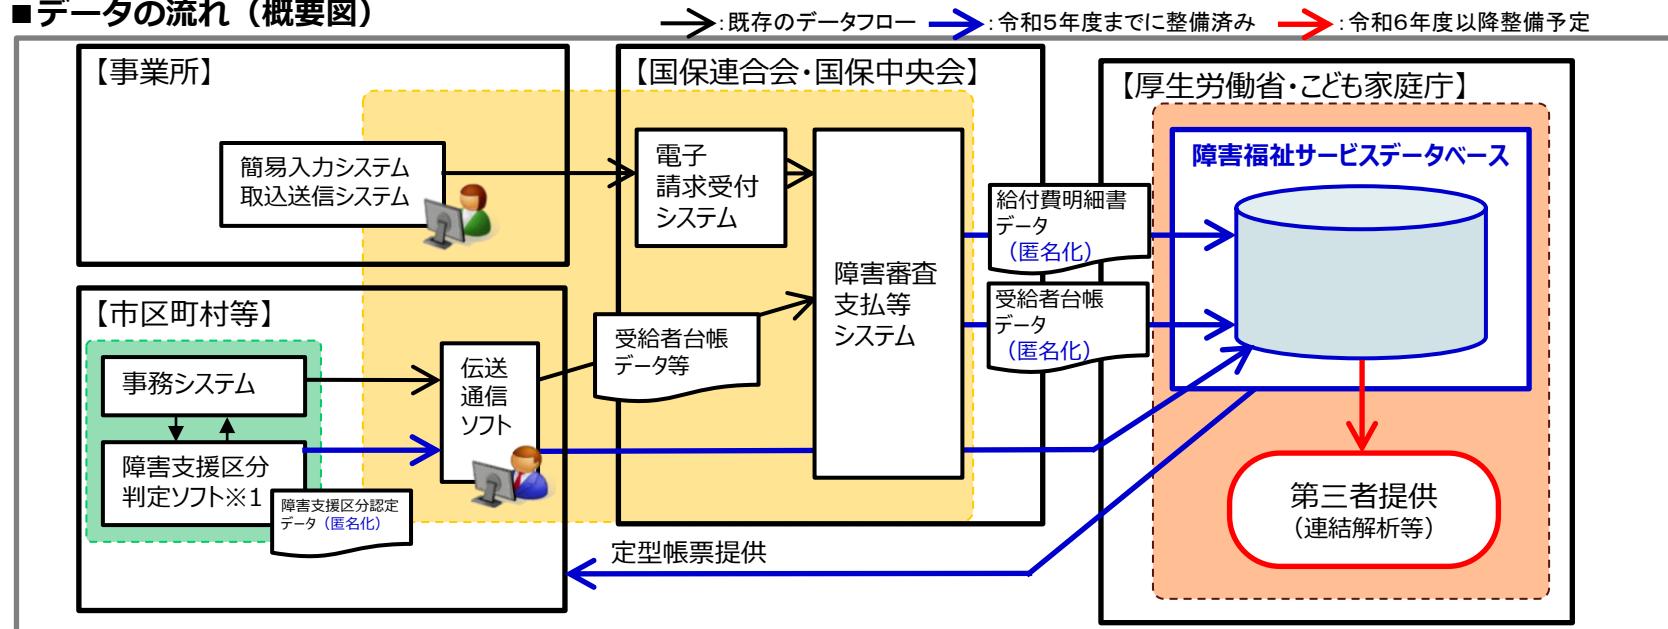 ■データの流れ（概要図）
：既存のデータフロー
：令和５年度までに整備済み
：令和６年度以降整備予定
【事業所】
簡易入力システム
取込送信システム
【国保連合会・国保中央会】
電子
請求受付
システム
障害審査
支払等
システム
【厚生労働省・こども家庭庁】
障害福祉サービスデータベース
給付費明細書
データ
（匿名化）
受給者台帳
データ
（匿名化）
【市区町村等】
事務システム
障害支援区分
判定ソフト※1
障害支援区分認定
データ（匿名化）
伝送
通信
ソフト
受給者台帳
データ等
定型帳票提供
第三者提供
（連結解析等）